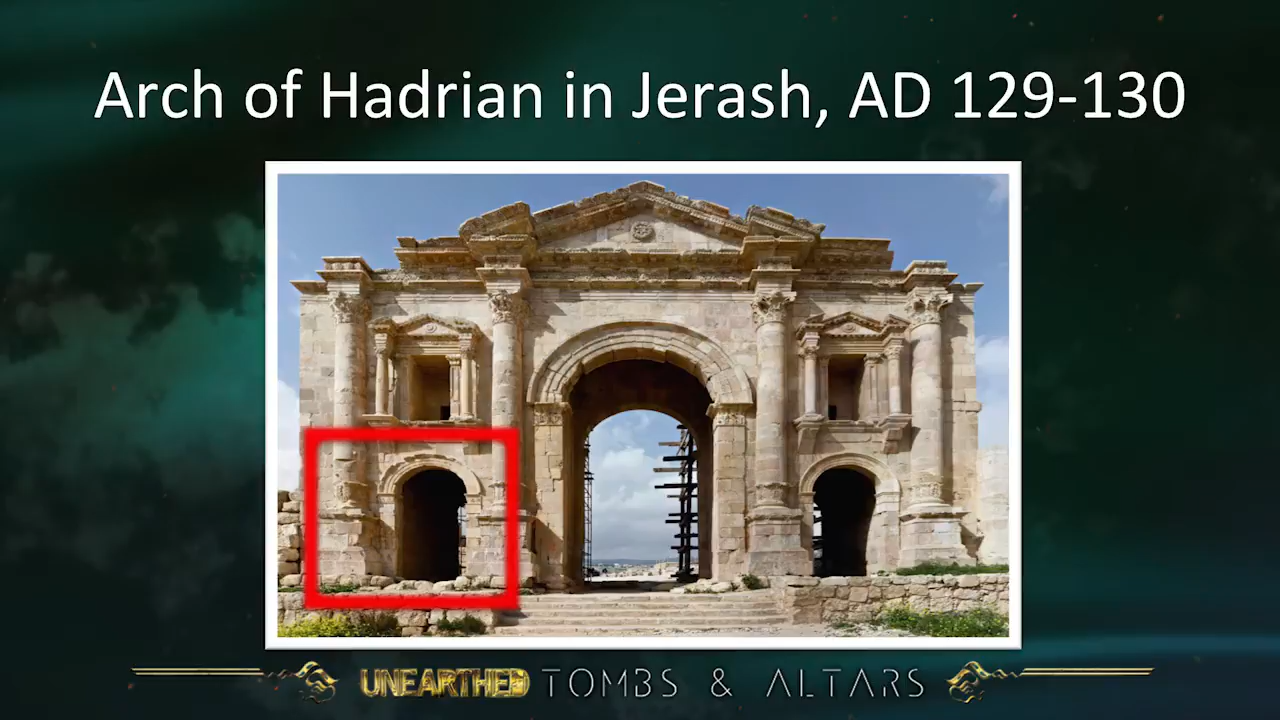 Arch of Hadrian in Jerash, AD 129-130
UNEARTHED TOMBS & ALTARS